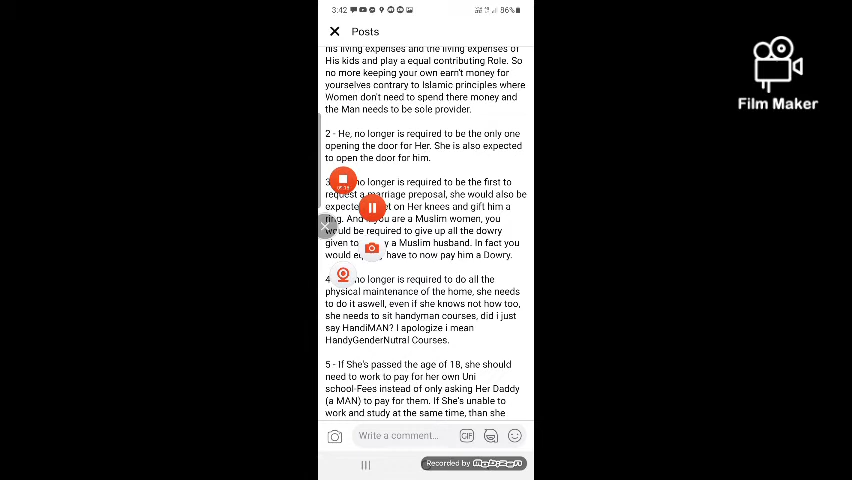 3:42
86%
Posts
his living expenses and the living expenses of
His kids and play a equal contributing Role. So
no more keeping your own earn't money for
yourselves contrary to Islamic principles where
Women don't need to spend there money and
the Man needs to be sole provider.
2 - He, no longer is required to be the only one
opening the door for Her. She is also expected
to open the door for him.
3 no longer is required to be the first to
request a marriage preposal, she would also be
expecte et on Her knees and gift him a
ring. And you are a Muslim women, you
would be required to give up all the dowry
given to y a Muslim husband. In fact you
would e have to now pay him a Dowry.
4 no longer is required to do all the
physical maintenance of the home, she needs
to do it aswell, even if she knows not how too,
she needs to sit handyman courses, did i just
say HandiMAN? I apologize i mean
HandyGenderNutral Courses.
5 - If She's passed the age of 18, she should
need to work to pay for her own Uni
school-Fees instead of only asking Her Daddy
(a MAN) to pay for them. If She's unable to
work and study at the same time, than she
Write a comment...
GIF
Recorded by
Film Maker